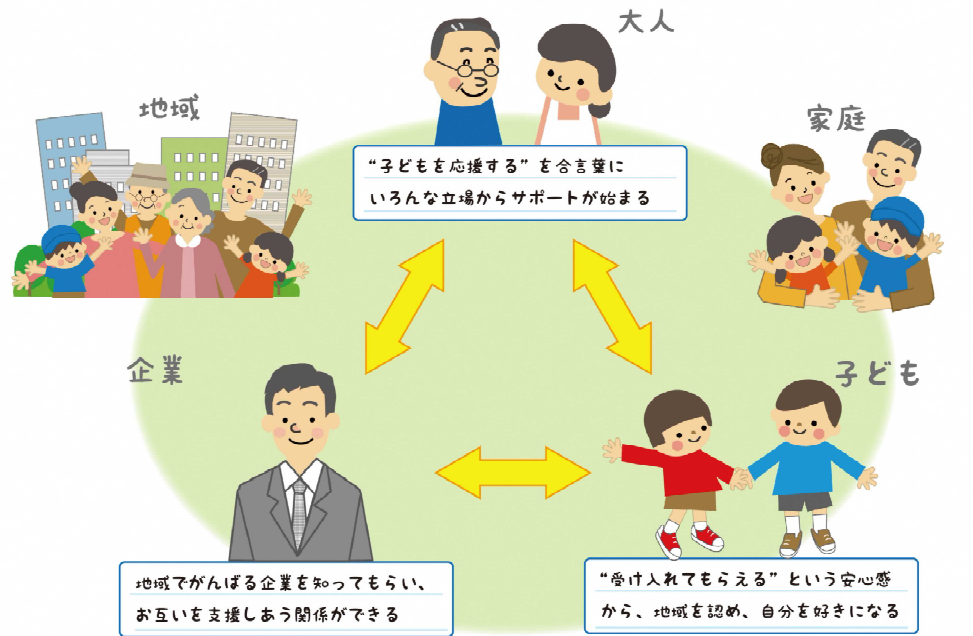 大人
地域
家庭
“子どもを応援する”を合言葉に
いろんな立場からサポートが始まる
企業
子ども
地域でがんばる企業を知ってもらい、
お互いを支援しあう関係ができる
“受け入れてもらえる”という安心感
から、地域を認め、自分を好きになる